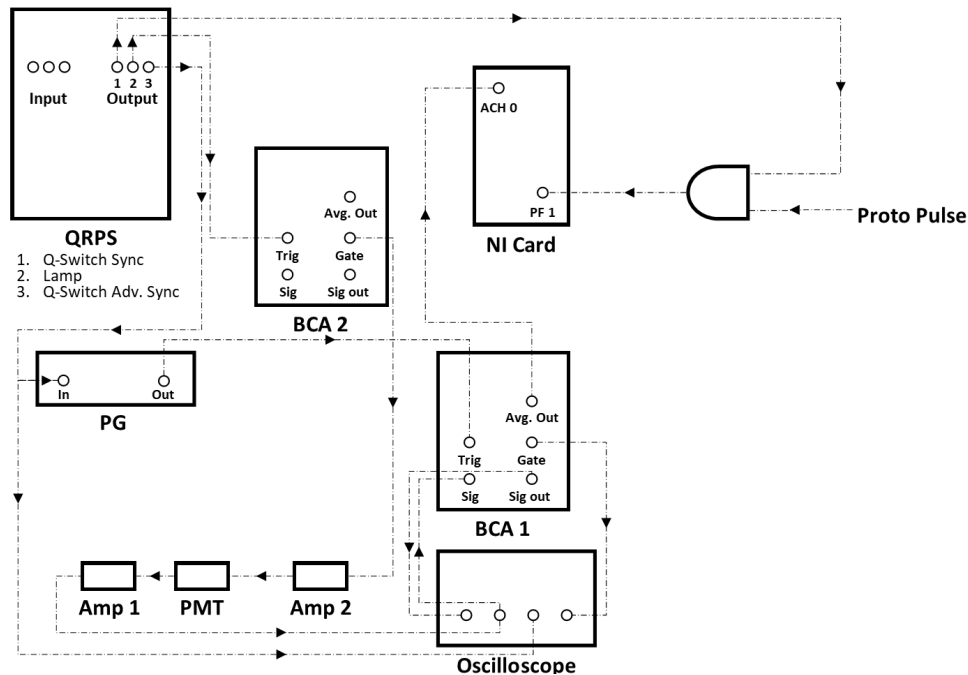 1 2 3
Input
Output
QRPS
1. Q-Switch Sync
2. Lamp
3. Q-Switch Adv. Sync
ACH 0
PF 1
NI Card
Proto Pulse
Avg. Out
Trig
Gate
Sig
Sig out
BCA 2
In
Out
PG
Avg. Out
Trig
Gate
Sig
Sig out
BCA 1
Amp 1
PMT
Amp 2
Oscilloscope